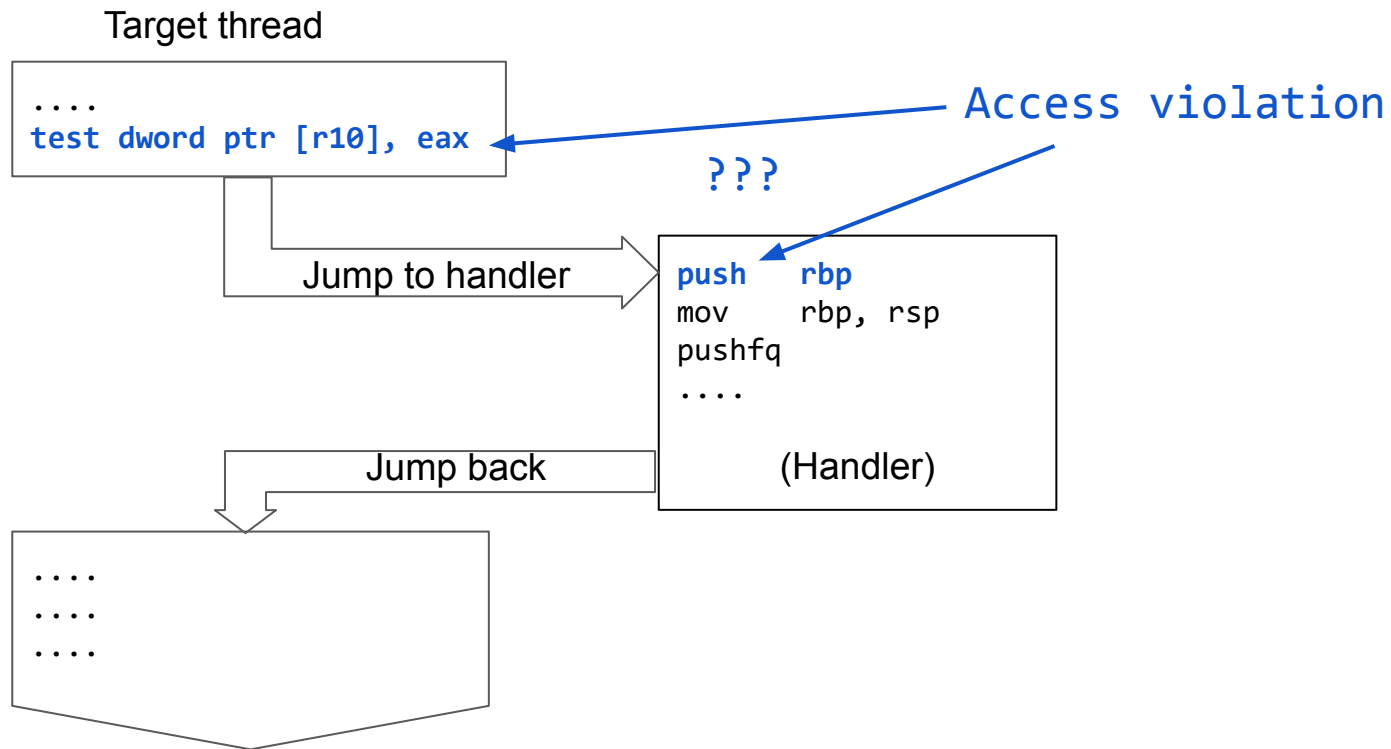 Target thread
....
test dword ptr [r10], eax
Access violation
???
Jump to handler
push rbp
mov rbp, rsp
pushfq
....
(Handler)
Jump back
....
....
....